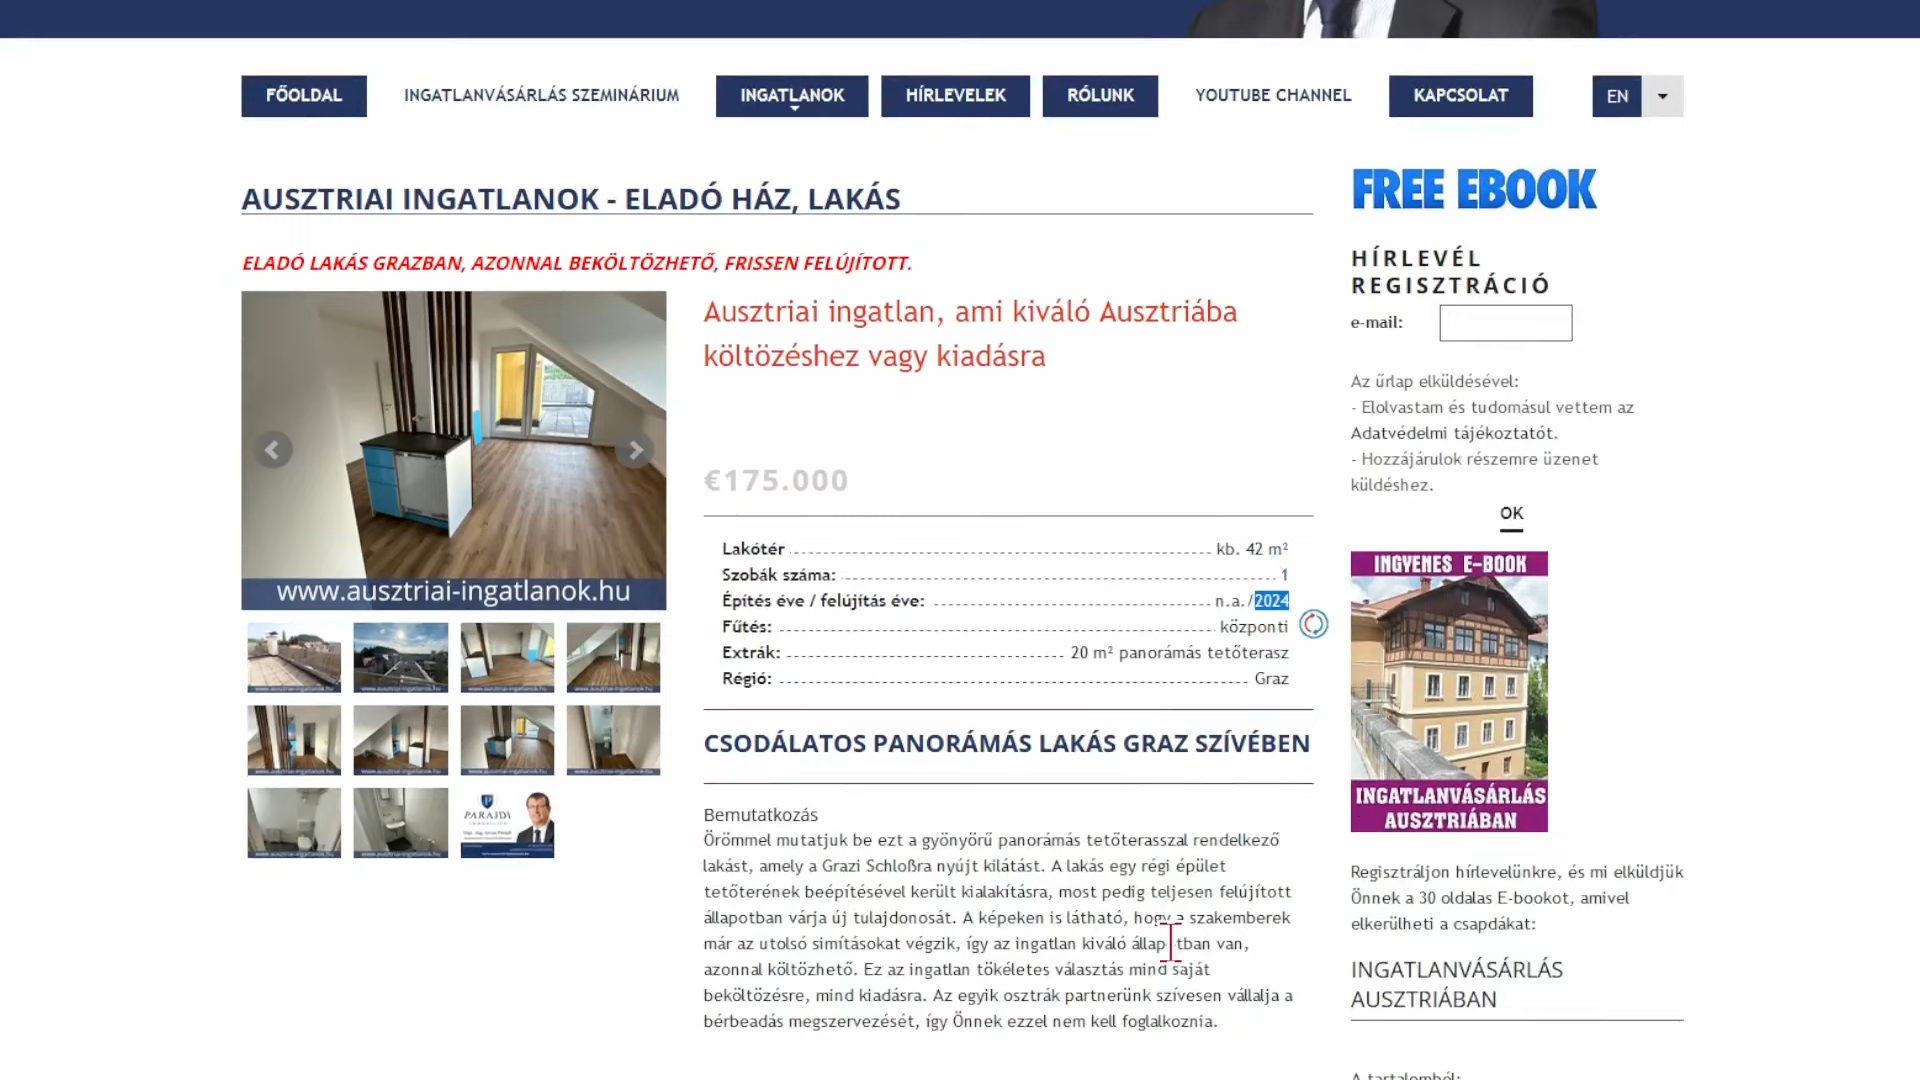 FŐOLDAL
INGATLANVÁSÁRLÁS SZEMINÁRIUM
INGATLANOK
HÍRLEVELEK
RÓLUNK
YOUTUBE CHANNEL
KAPCSOLAT
EN
AUSZTRIAI INGATLANOK - ELADÓ HÁZ, LAKÁS
ELADÓ LAKÁS GRAZBAN, AZONNAL BEKÖLTÖZHETŐ, FRISSEN FELÚJÍTOTT.
www.ausztriai-ingatlanok.hu
PARAJDI
Ausztriai ingatlan, ami kiváló Ausztriába
költözéshez vagy kiadásra
€175.000
Lakótér kb. 42 m²
Szobák száma: 1
Építés éve / felújítás éve: n.a./2024
Fűtés: központi
Extrák: 20 m² panorámás tetőterasz
Régió: Graz
CSODÁLATOS PANORÁMÁS LAKÁS GRAZ SZÍVÉBEN
Bemutatkozás
Örömmel mutatjuk be ezt a gyönyörű panorámás tetőterasszal rendelkező
lakást, amely a Grazi Schloßra nyújt kilátást. A lakás egy régi épület
tetőterének beépítésével került kialakításra, most pedig teljesen felújított
állapotban várja új tulajdonosát. A képeken is látható, hogy a szakemberek
már az utolsó simításokat végzik, így az ingatlan kiváló állapotban van,
azonnal költözhető. Ez az ingatlan tökéletes választás mind saját
beköltözésre, mind kiadásra. Az egyik osztrák partnerünk szívesen vállalja a
bérbeadás megszervezését, így Önnek ezzel nem kell foglalkoznia.
FREE EBOOK
HÍRLEVÉL
REGISZTRÁCIÓ
e-mail:
Az űrlap elküldésével:
- Elolvastam és tudomásul vettem az
Adatvédelmi tájékoztatót.
- Hozzájárulok részemre üzenet
küldéshez.
OK
INGYENES E-BOOK
INGATLANVÁSÁRLÁS
AUSZTRIÁBAN
Regisztráljon hírlevelünkre, és mi elküldjük
Önnek a 30 oldalas E-bookot, amivel
elkerülheti a csapdákat:
INGATLANVÁSÁRLÁS
AUSZTRIÁBAN
A tartalomból: